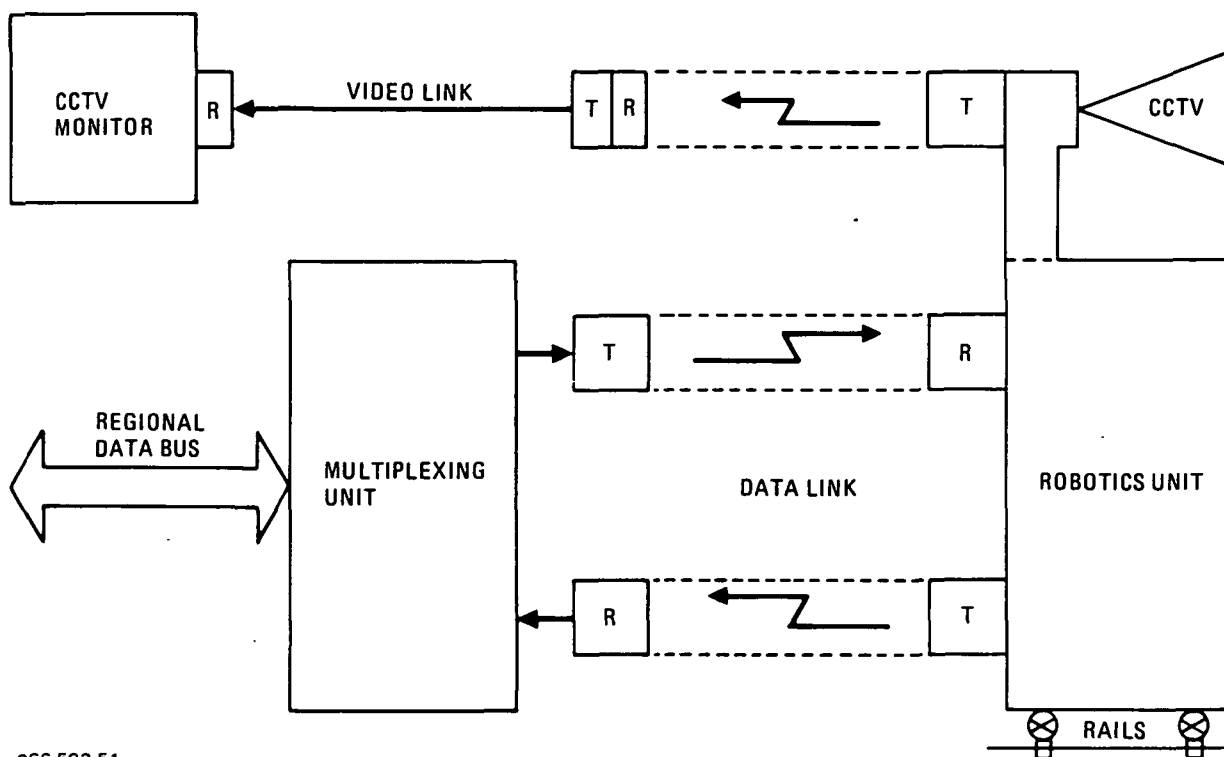 CCTV
MONITOR
R
VIDEO LINK
T
R
T
CCTV
REGIONAL
DATA BUS
MULTIPLEXING
UNIT
T
R
DATA LINK
ROBOTICS UNIT
R
T
RAILS